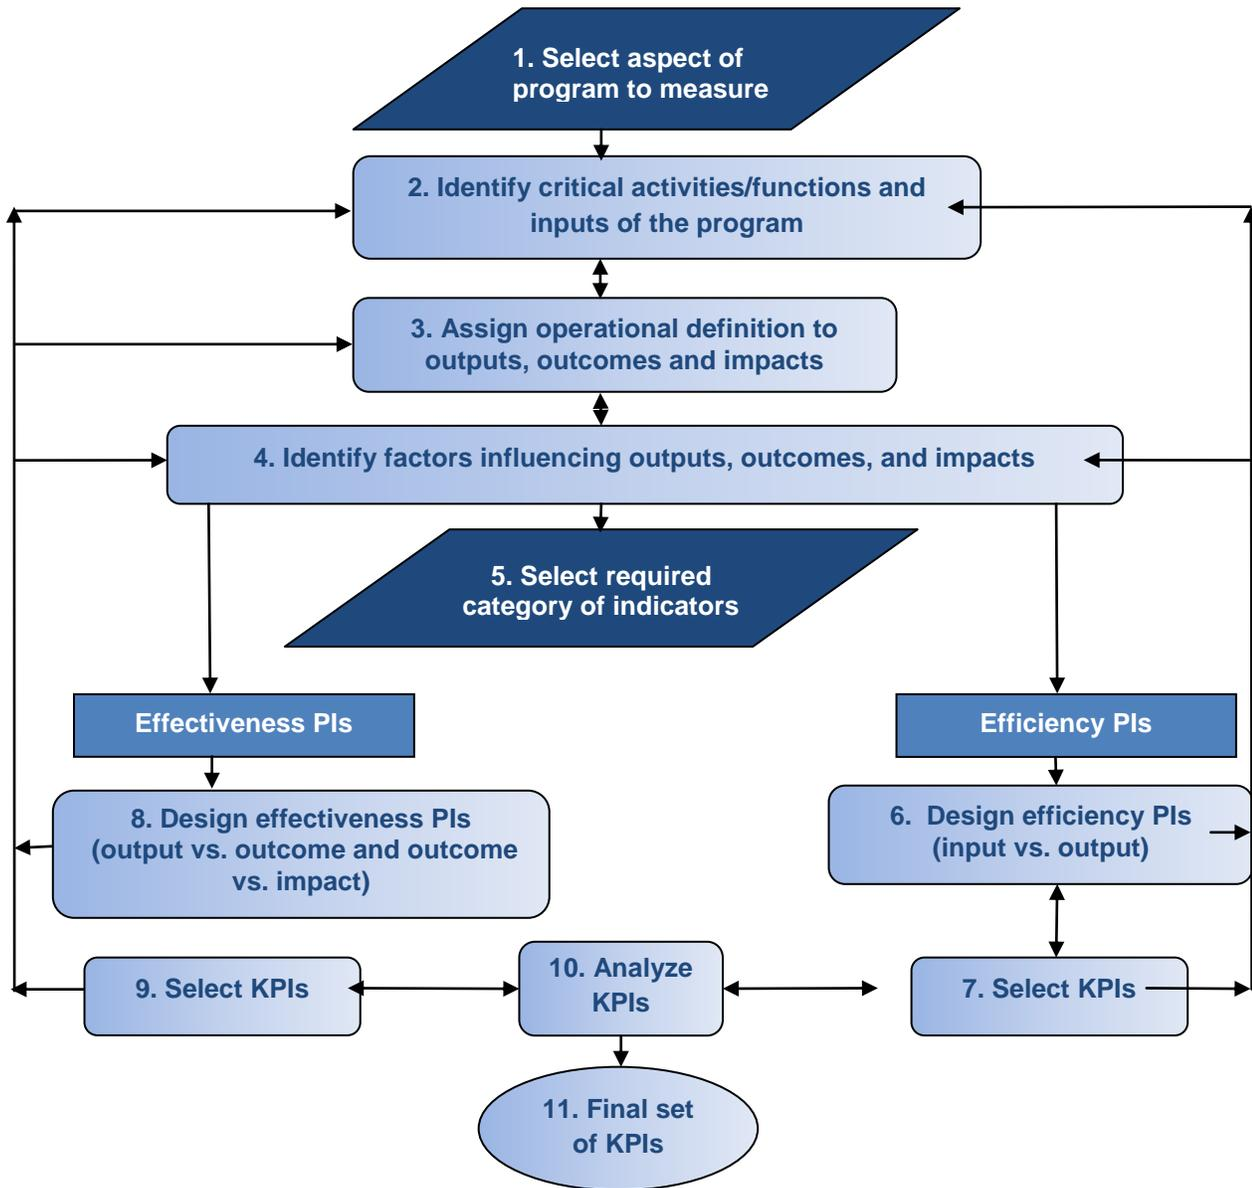 1. Select aspect of
program to measure
2. Identify critical activities/functions and
inputs of the program
3. Assign operational definition to
outputs, outcomes and impacts
4. Identify factors influencing outputs, outcomes, and impacts
5. Select required
category of indicators
Effectiveness PIs
Efficiency PIs
8. Design effectiveness PIs
(output vs. outcome and outcome
vs. impact)
6. Design efficiency PIs
(input vs. output)
9. Select KPIs
10. Analyze
KPIs
7. Select KPIs
11. Final set
of KPIs